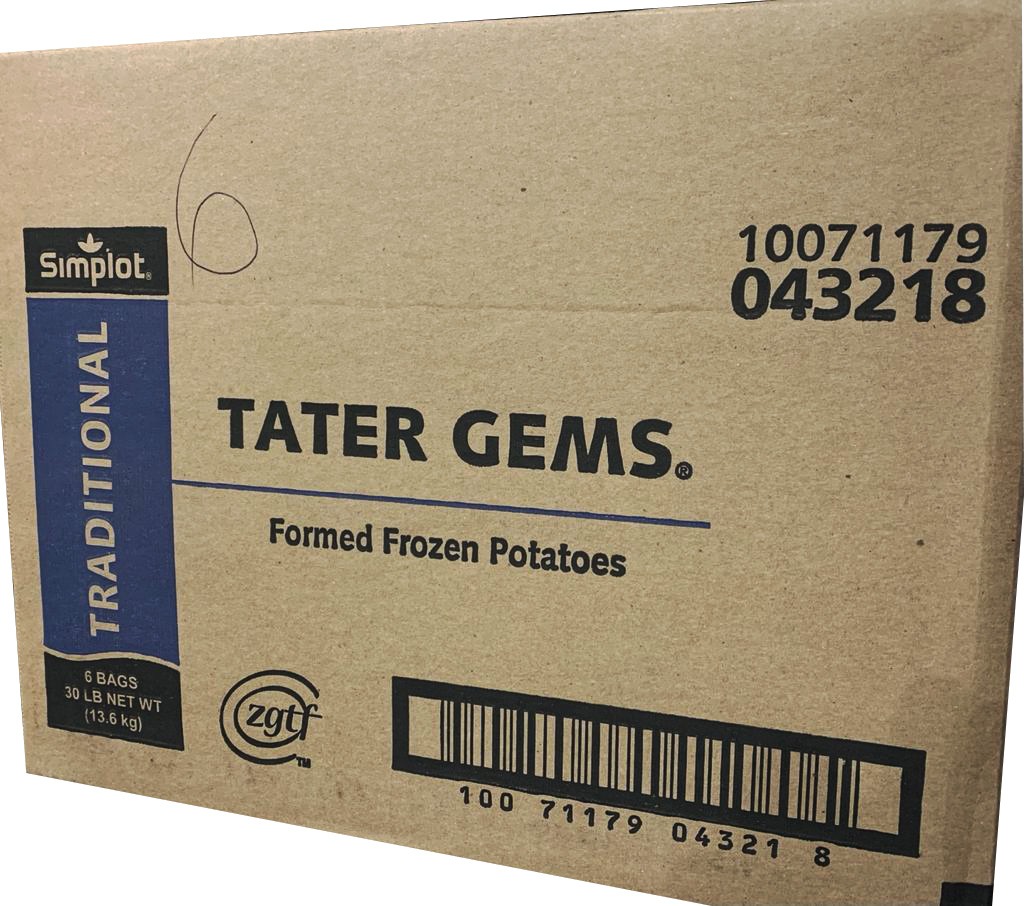 6
Simplot®
TRADITIONAL
6 BAGS
30 LB NET WT
(13.6 kg)
10071179
043218
TATER GEMS®
Formed Frozen Potatoes
zgtf™
100 71179 04321 8